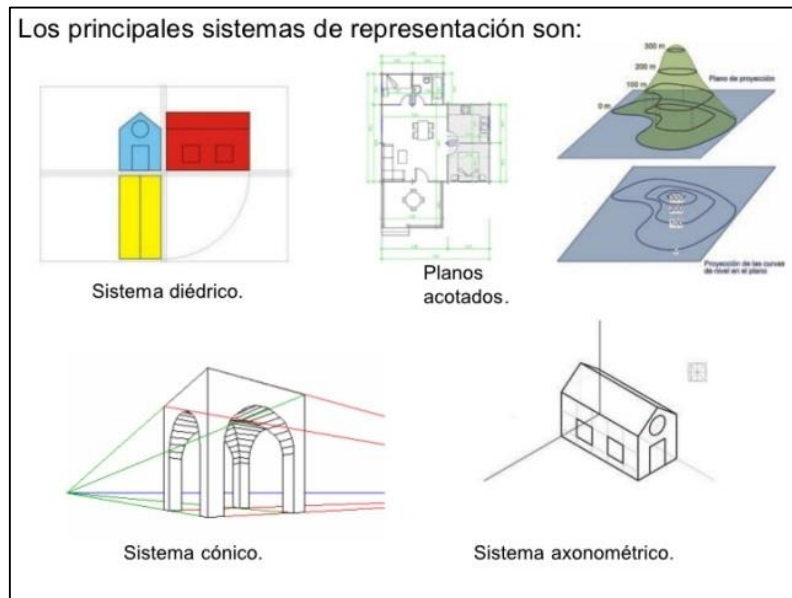 Los principales sistemas de representación son:
300 m
200 m
100 m
Plano de proyección
0 m
Proyección de las curvas
de nivel en el plano
Sistema diédrico.
Planos
acotados.
Sistema cónico.
Sistema axonométrico.